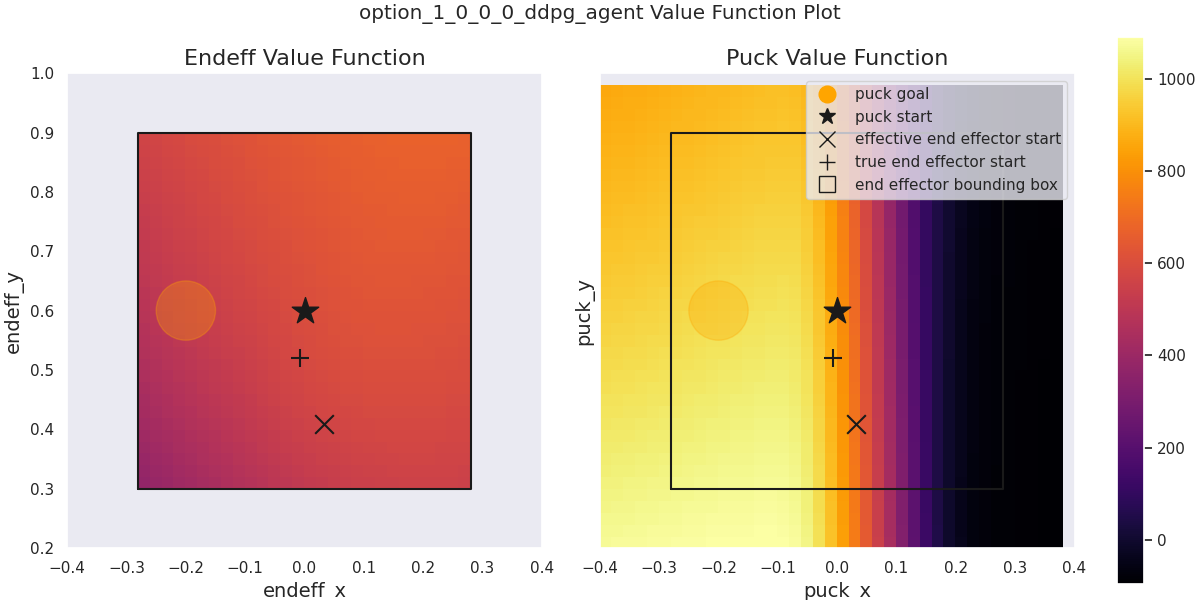 option_1_0_0_0_ddpg_agent Value Function Plot
Endeff Value Function
Puck Value Function
1.0
0.9
0.8
0.7
0.6
0.5
0.4
0.3
0.2
endeff_y
−0.4 −0.3 −0.2 −0.1 0.0 0.1 0.2 0.3 0.4
endeff_x
puck_y
puck goal
puck start
effective end effector start
true end effector start
end effector bounding box
−0.4 −0.3 −0.2 −0.1 0.0 0.1 0.2 0.3 0.4
puck_x
1000
800
600
400
200
0